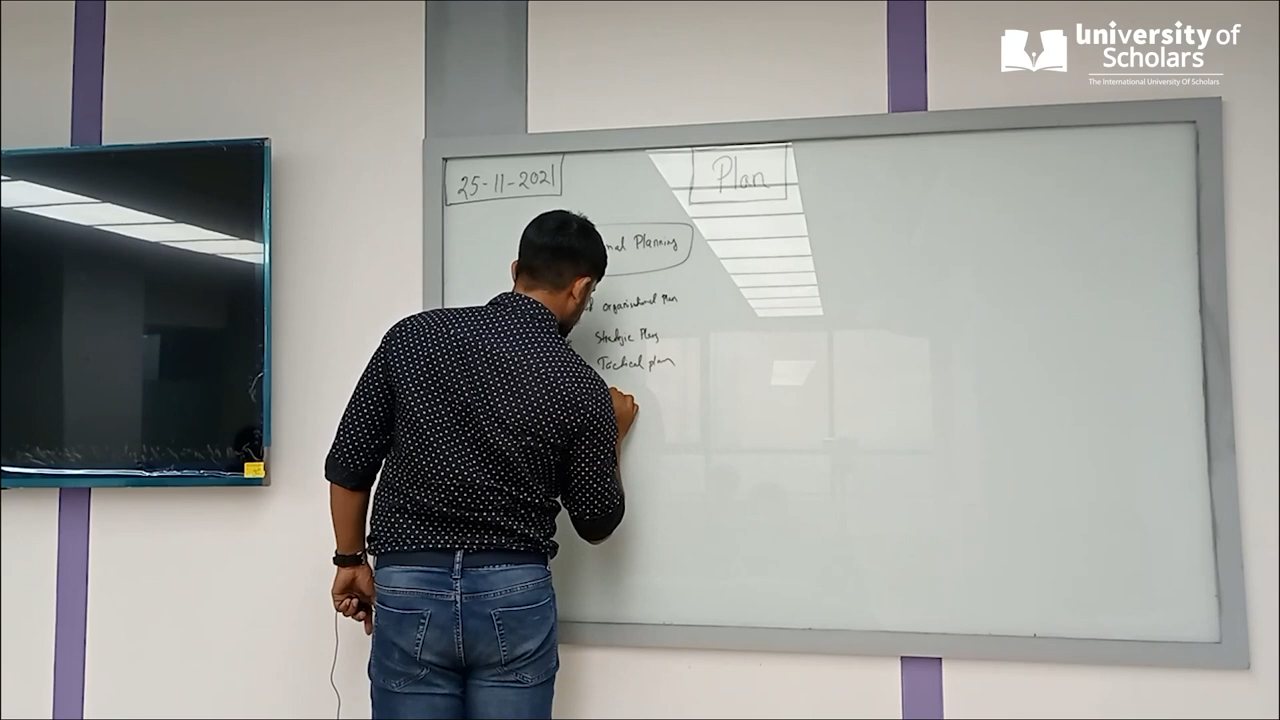 University of
Scholars
The International University Of Scholars
25-11-2021
Plan
nal Planning
organisational Plan
Strategic Plans
Tactical plan